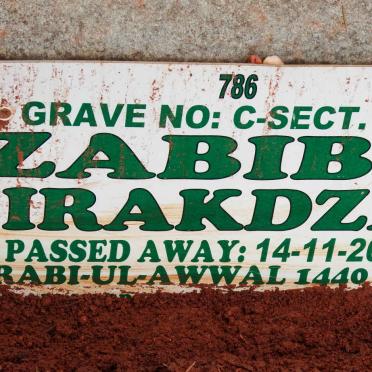 786
GRAVE NO: C-SECT.
ZABIB
IRAKDZ
PASSED AWAY: 14-11-20
RABI-UL-AWWAL 1440